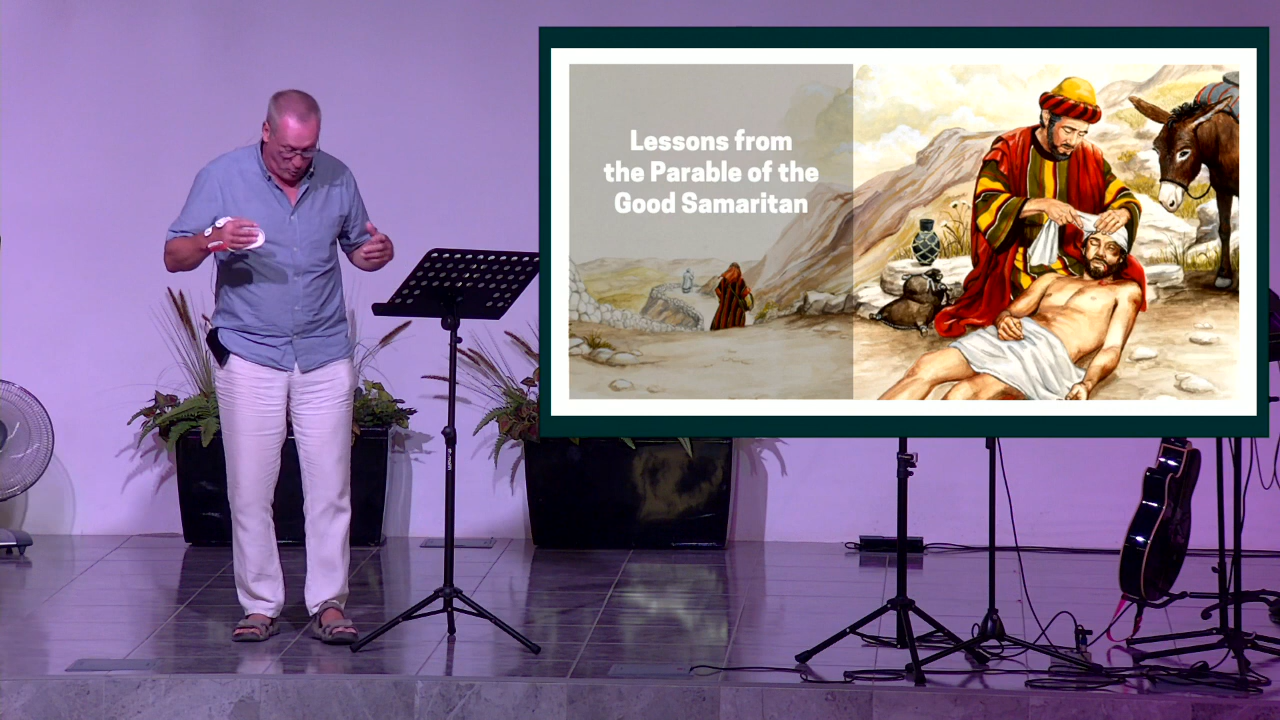 Lessons from
the Parable of the
Good Samaritan